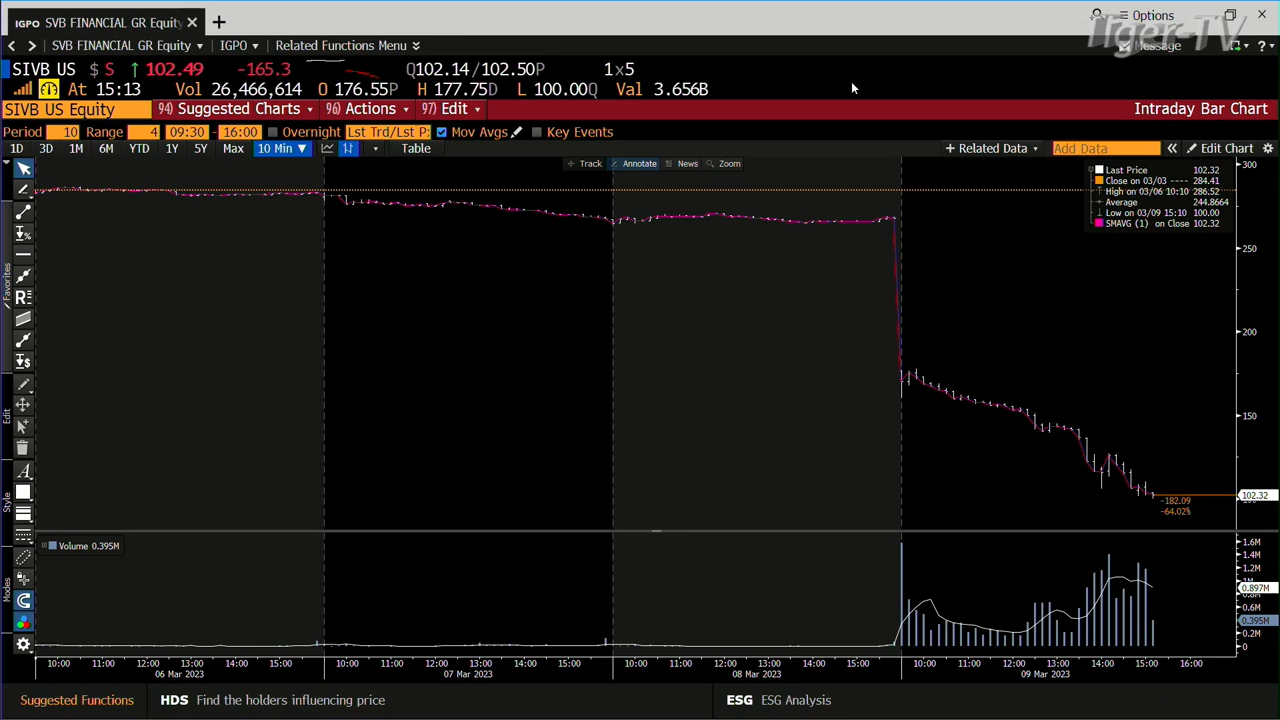 IGPO SVB FINANCIAL GR Equity × +
Options
Tiger-TV
SVB FINANCIAL GR Equity IGPO Related Functions Menu
Message
SIVB US $ S ↑ 102.49 -165.3 Q102.14/102.50P 1x5
At 15:13 Vol 26,466,614 O 176.55P H 177.75D L 100.00Q Val 3.656B
SIVB US Equity 94) Suggested Charts 96) Actions 97) Edit Intraday Bar Chart
Period 10 Range 4 09:30 - 16:00 Overnight Lst Trd/Lst P: Mov Avgs Key Events
1D 3D 1M 6M YTD 1Y 5Y Max 10 Min ▼ Table + Related Data Add Data « Edit Chart
Track Annotate News Zoom
Last Price 102.32
Close on 03/03 ---- 284.41
High on 03/06 10:10 286.52
Average 244.8664
Low on 03/09 15:10 100.00
SMAVG (1) on Close 102.32
300
250
200
150
102.32
-182.09
-64.02%
Favorites
Edit
Style
Modes
Volume 0.395M
1.6M
1.4M
1.2M
1M
0.897M
0.6M
0.395M
0.2M
0
10:00 11:00 12:00 13:00 14:00 15:00 10:00 11:00 12:00 13:00 14:00 15:00 10:00 11:00 12:00 13:00 14:00 15:00 10:00 11:00 12:00 13:00 14:00 15:00 16:00
06 Mar 2023 07 Mar 2023 08 Mar 2023 09 Mar 2023
Suggested Functions HDS Find the holders influencing price ESG ESG Analysis